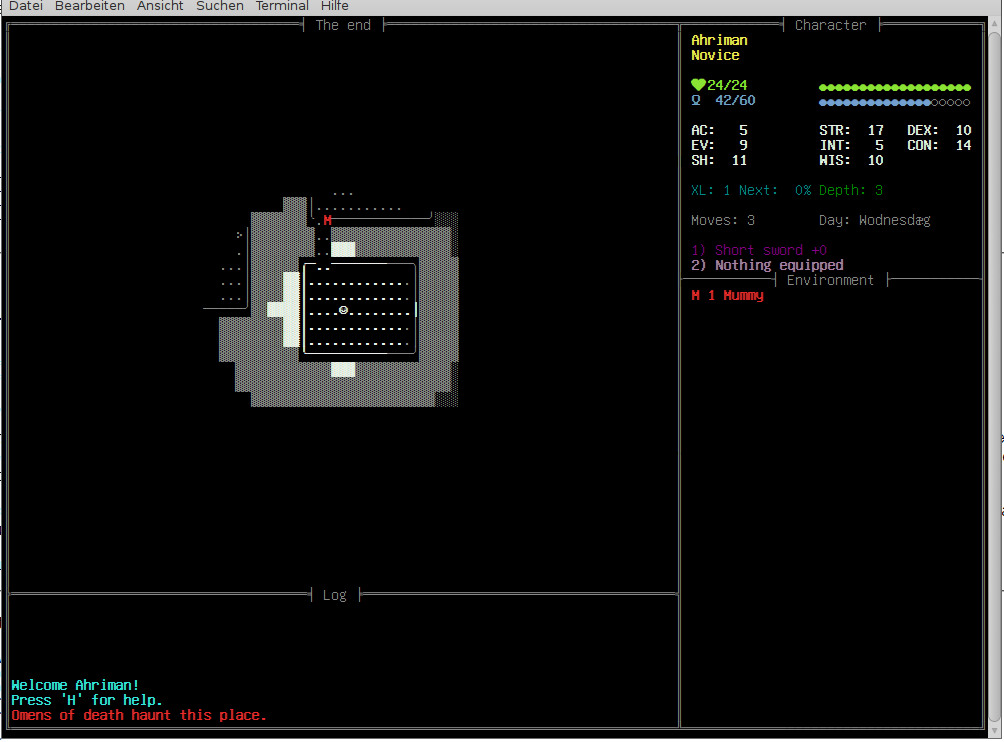 Datei Bearbeiten Ansicht Suchen Terminal Hilfe
The end
Character
Ahriman
Novice
24/24
42/60
AC: 5 STR: 17 DEX: 10
EV: 9 INT: 5 CON: 14
SH: 11 WIS: 10
XL: 1 Next: 0% Depth: 3
Moves: 3 Day: Wodnesdæg
1) Short sword +0
2) Nothing equipped
Environment
M 1 Mummy
M
Log
Welcome Ahriman!
Press 'H' for help.
Omens of death haunt this place.